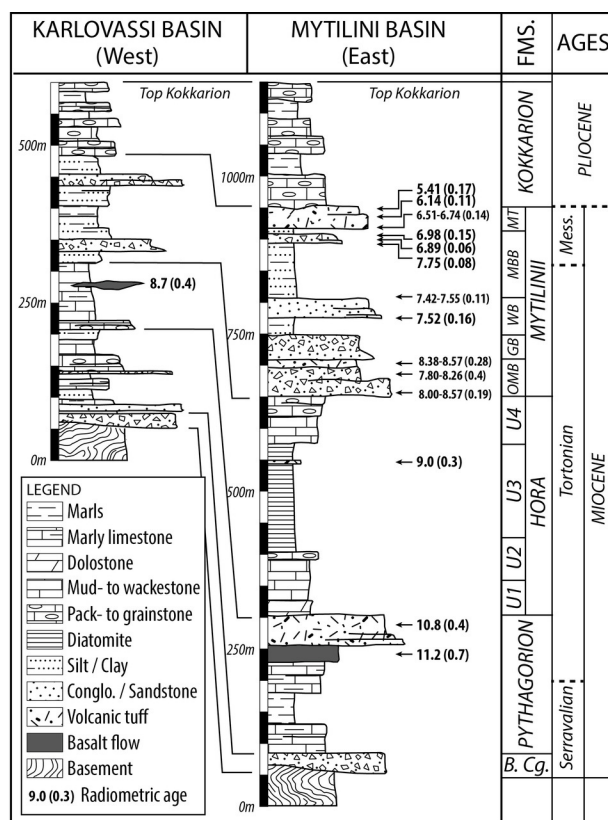 KARLOVASSI BASIN
(West)
MYTILINI BASIN
(East)
FMS.
AGES
Top Kokkarion
Top Kokkarion
500m
250m
0m
8.7 (0.4)
1000m
750m
500m
250m
0m
5.41 (0.17)
6.14 (0.11)
6.51-6.74 (0.14)
6.98 (0.15)
6.89 (0.06)
7.75 (0.08)
7.42-7.55 (0.11)
7.52 (0.16)
8.38-8.57 (0.28)
7.80-8.26 (0.4)
8.00-8.57 (0.19)
9.0 (0.3)
10.8 (0.4)
11.2 (0.7)
KOKKARION
MT
MBB
WB
GB
OMB
MYTILINII
U4
U3
U2
U1
HORA
PYTHAGORION
B. Cg.
PLIOCENE
Mess.
Tortonian
Serravalian
MIOCENE
LEGEND
Marls
Marly limestone
Dolostone
Mud- to wackestone
Pack- to grainstone
Diatomite
Silt / Clay
Conglo. / Sandstone
Volcanic tuff
Basalt flow
Basement
9.0 (0.3) Radiometric age